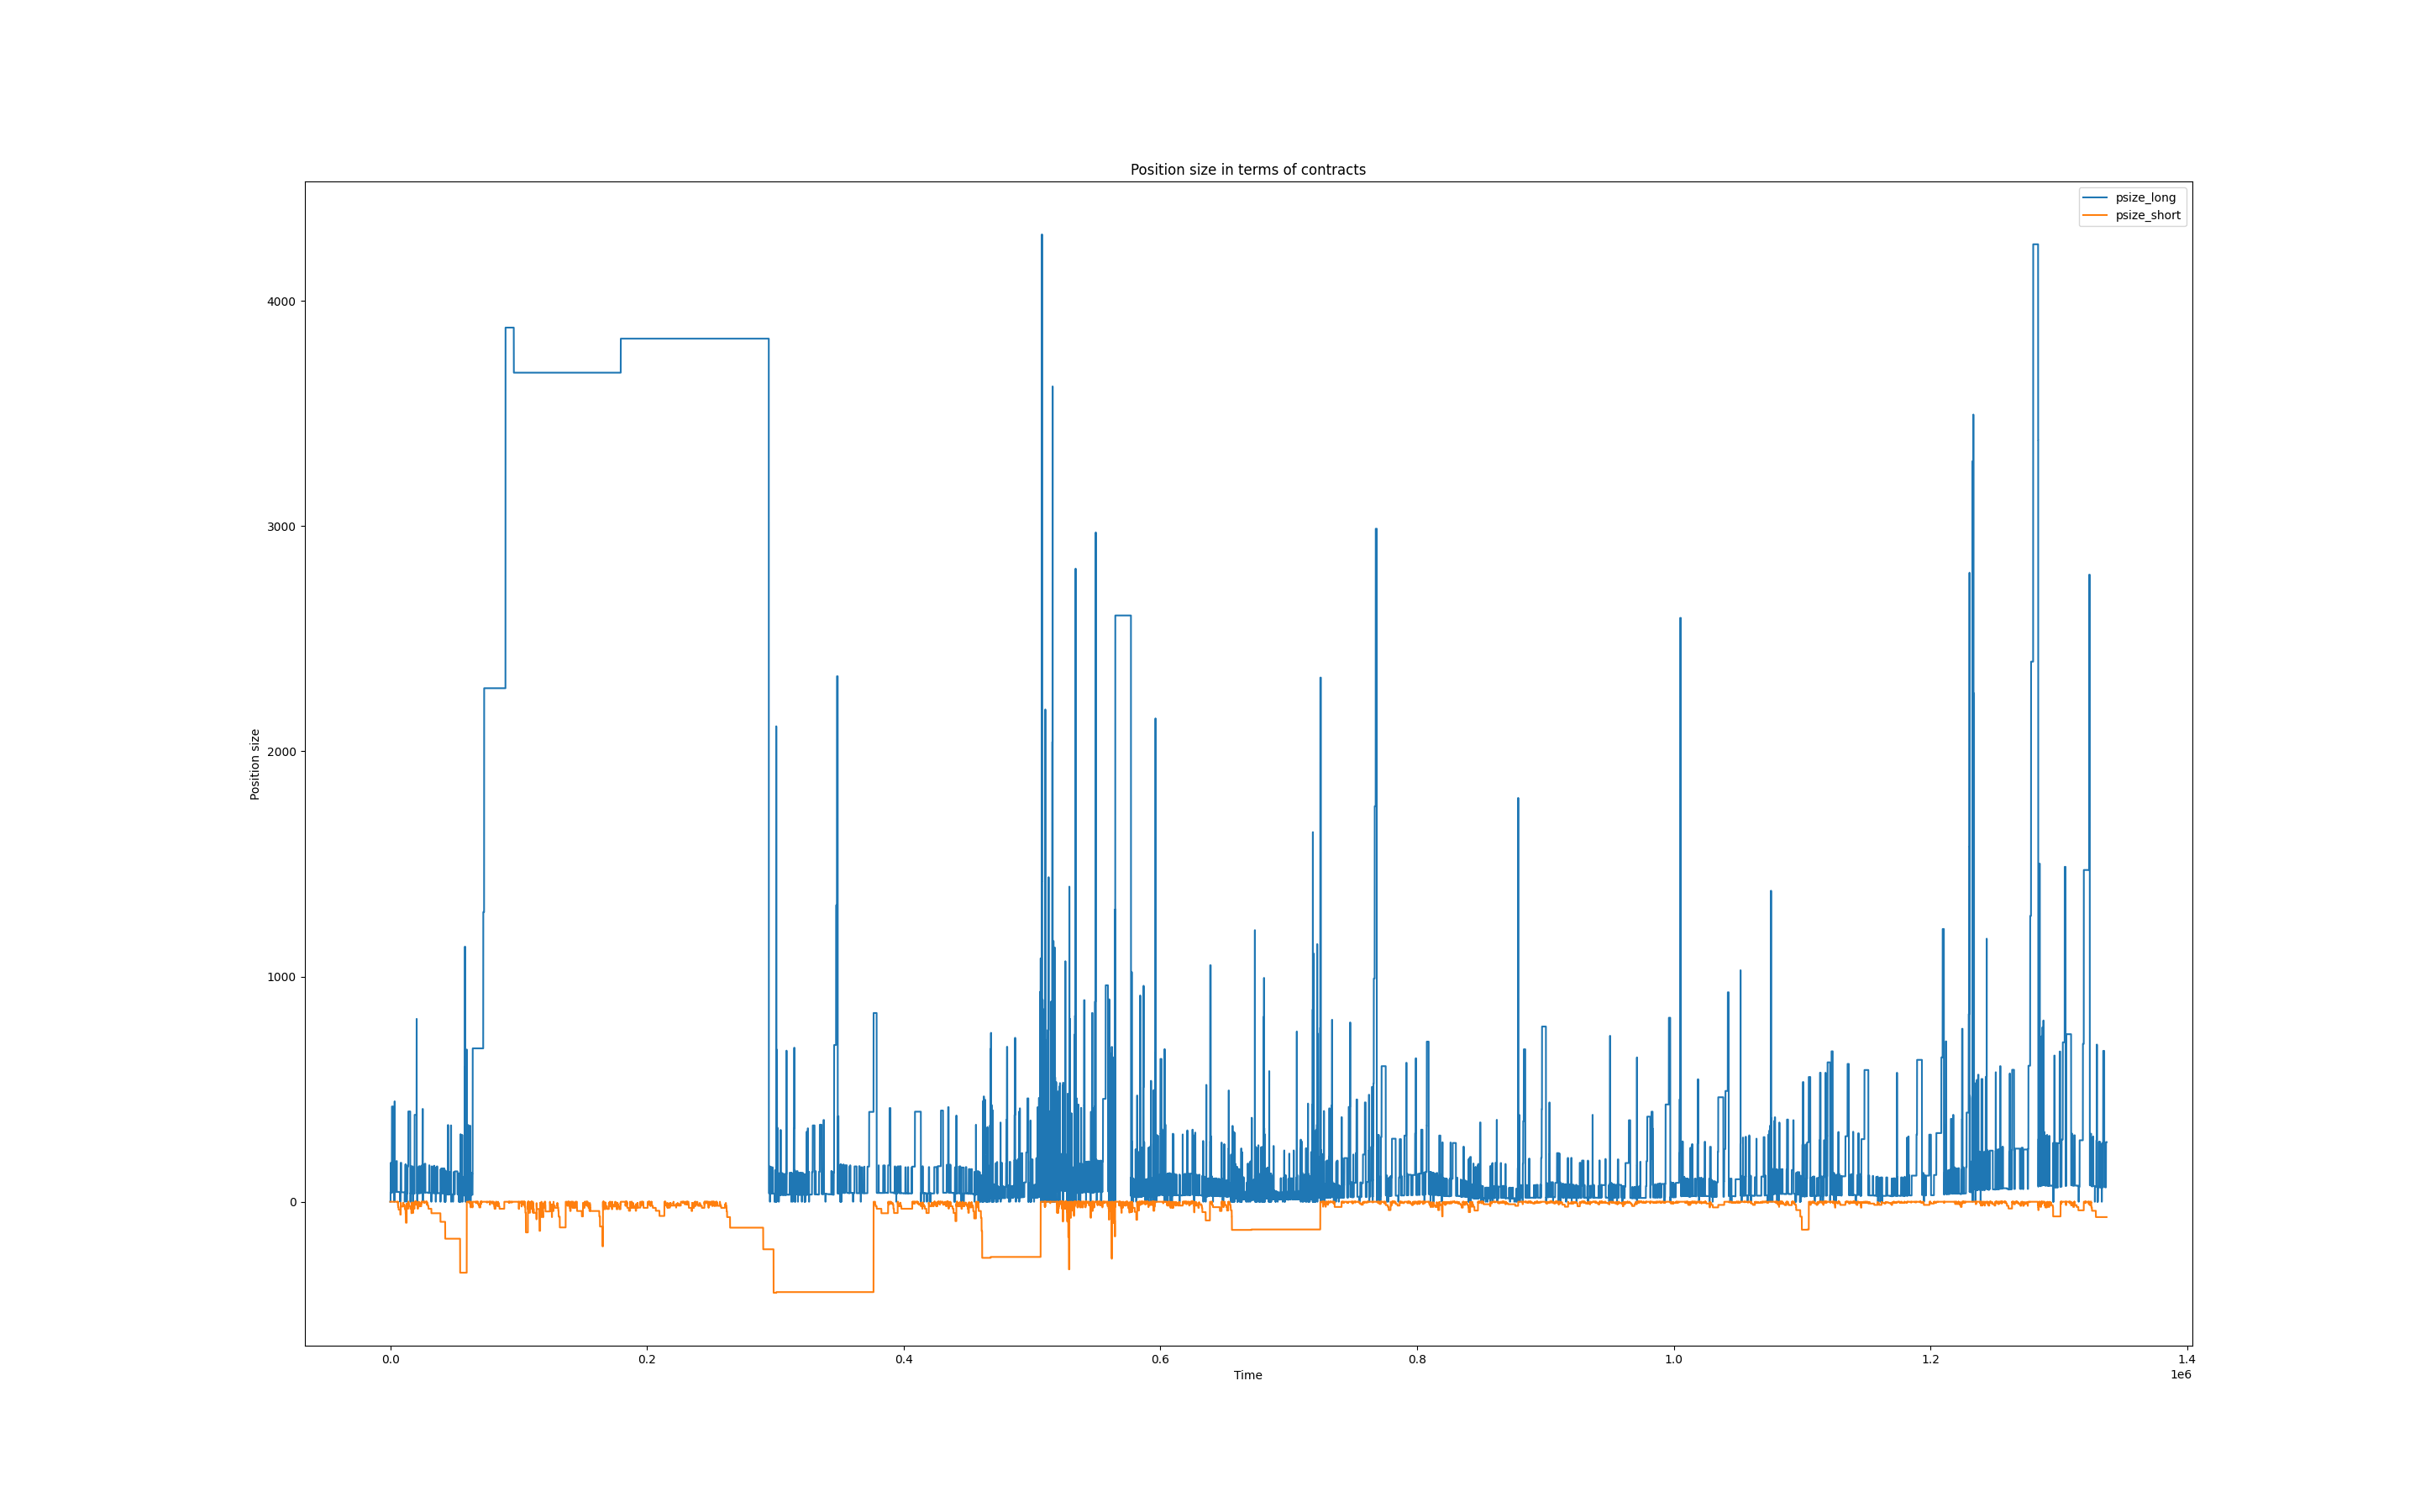 Position size in terms of contracts
psize_long
psize_short
Position size
4000
3000
2000
1000
0
0.0 0.2 0.4 0.6 0.8 1.0 1.2 1.4
Time
1e6